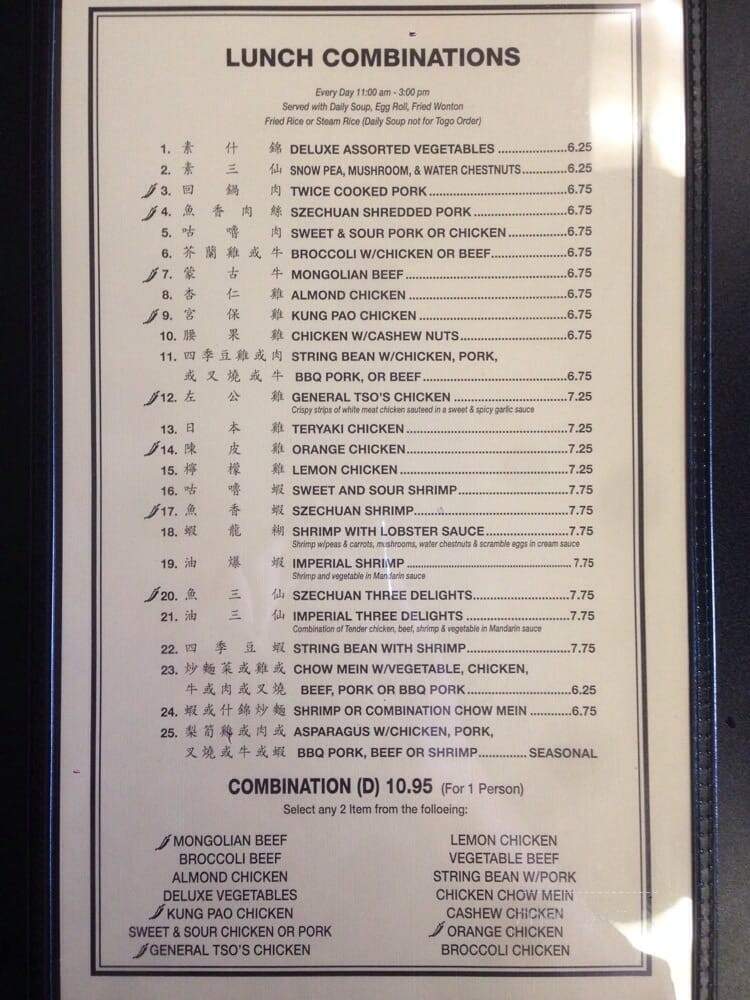 LUNCH COMBINATIONS
Every Day 11:00 am - 3:00 pm
Served with Daily Soup, Egg Roll, Fried Wonton
Fried Rice or Steam Rice (Daily Soup not for Togo Order)
1. 素什錦 DELUXE ASSORTED VEGETABLES ...................6.25
2. 素三仙 SNOW PEA, MUSHROOM, & WATER CHESTNUTS............6.25
3. 回鍋肉 TWICE COOKED PORK......................................6.75
4. 魚香肉絲 SZECHUAN SHREDDED PORK ..........................6.75
5. 咕嚕肉 SWEET & SOUR PORK OR CHICKEN................6.75
6. 芥蘭雞或牛 BROCCOLI W/CHICKEN OR BEEF.....................6.75
7. 蒙古牛 MONGOLIAN BEEF.............................................6.75
8. 杏仁雞 ALMOND CHICKEN ............................................6.75
9. 宮保雞 KUNG PAO CHICKEN .........................................6.75
10. 腰果雞 CHICKEN W/CASHEW NUTS..............................6.75
11. 四季豆雞或肉 STRING BEAN W/CHICKEN, PORK,
或叉燒或牛 BBQ PORK, OR BEEF........................................6.75
12. 左公雞 GENERAL TSO'S CHICKEN ................................7.25
Crispy strips of white meat chicken sauteed in a sweet & spicy garlic sauce
13. 日本雞 TERYAKI CHICKEN .............................................7.25
14. 陳皮雞 ORANGE CHICKEN.............................................7.25
15. 檸檬雞 LEMON CHICKEN ...............................................7.25
16. 咕嚕蝦 SWEET AND SOUR SHRIMP...............................7.75
17. 魚香蝦 SZECHUAN SHRIMP...........................................7.75
18. 蝦龍糊 SHRIMP WITH LOBSTER SAUCE.......................7.75
Shrimp w/peas & carrots, mushrooms, water chestnuts & scramble eggs in cream sauce
19. 油爆蝦 IMPERIAL SHRIMP ............................................ 7.75
Shrimp and vegetable in Mandarin sauce
20. 魚三仙 SZECHUAN THREE DELIGHTS..........................7.75
21. 油三仙 IMPERIAL THREE DELIGHTS ............................7.75
Combination of Tender chicken, beef, shrimp & vegetable in Mandarin sauce
22. 四季豆蝦 STRING BEAN WITH SHRIMP............................7.75
23. 炒麵菜或雞或 CHOW MEIN W/VEGETABLE, CHICKEN,
牛或肉或叉燒 BEEF, PORK OR BBQ PORK............................6.25
24. 蝦或什錦炒麵 SHRIMP OR COMBINATION CHOW MEIN ...........6.75
25. 梨筍雞或肉或 ASPARAGUS W/CHICKEN, PORK,
叉燒或牛或蝦 BBQ PORK, BEEF OR SHRIMP............. SEASONAL
COMBINATION (D) 10.95 (For 1 Person)
Select any 2 Item from the folloeing:
MONGOLIAN BEEF LEMON CHICKEN
BROCCOLI BEEF VEGETABLE BEEF
ALMOND CHICKEN STRING BEAN W/PORK
DELUXE VEGETABLES CHICKEN CHOW MEIN
KUNG PAO CHICKEN CASHEW CHICKEN
SWEET & SOUR CHICKEN OR PORK ORANGE CHICKEN
GENERAL TSO'S CHICKEN BROCCOLI CHICKEN